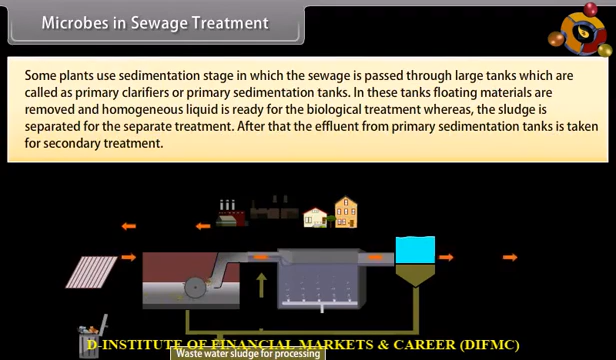 Microbes in Sewage Treatment
Some plants use sedimentation stage in which the sewage is passed through large tanks which are
called as primary clarifiers or primary sedimentation tanks. In these tanks floating materials are
removed and homogeneous liquid is ready for the biological treatment whereas, the sludge is
separated for the separate treatment. After that the effluent from primary sedimentation tanks is taken
for secondary treatment.
D-INSTITUTE OF FINANCIAL MARKETS & CAREER (DIFMC)
Waste water sludge for processing